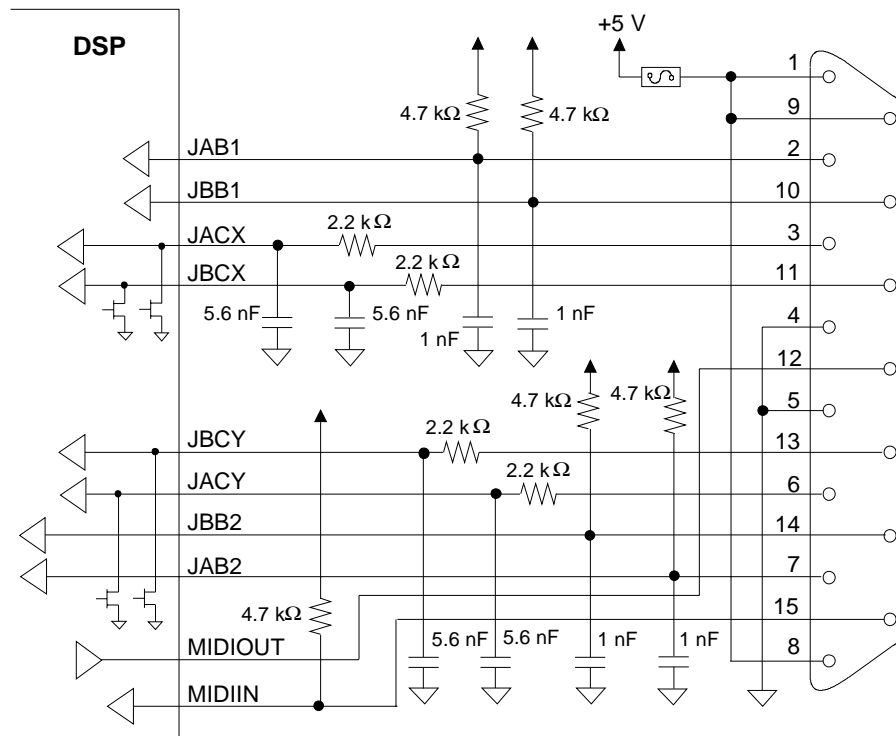 DSP
+5 V
1
4.7 kΩ
4.7 kΩ
9
JAB1
2
JBB1
10
2.2 kΩ
JACX
3
2.2 kΩ
JBCX
11
5.6 nF
5.6 nF
1 nF
1 nF
4
12
4.7 kΩ
4.7 kΩ
5
2.2 kΩ
JBCY
13
2.2 kΩ
JACY
6
JBB2
14
JAB2
7
4.7 kΩ
15
MIDIOUT
5.6 nF
5.6 nF
1 nF
1 nF
8
MIDIIN